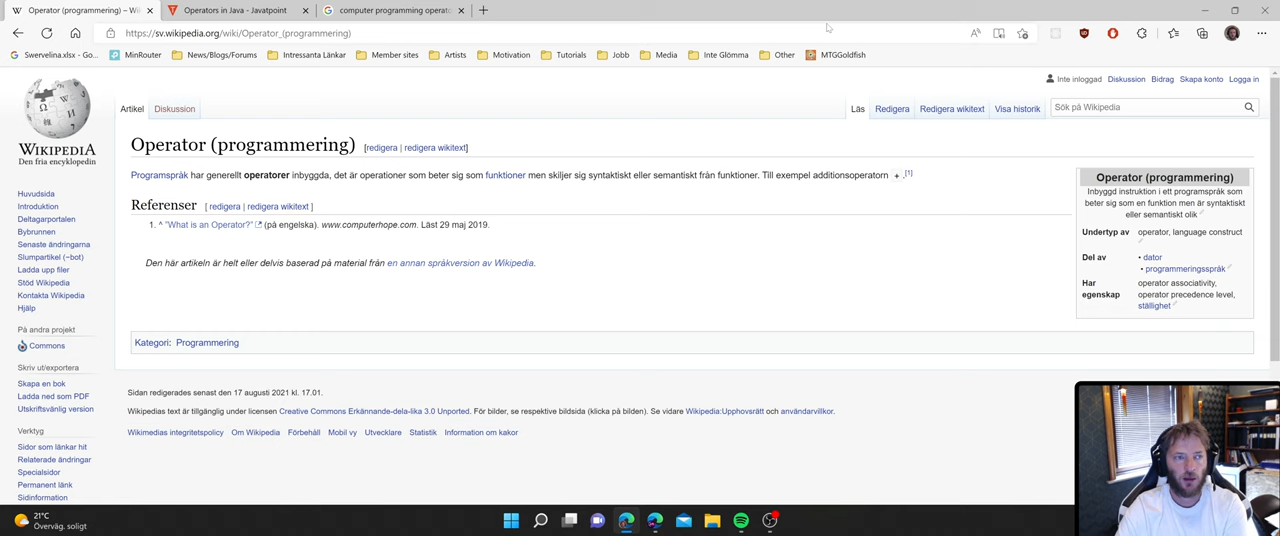 Operator (programmering) – Wi
Operators in Java - Javatpoint
computer programming operato
https://sv.wikipedia.org/wiki/Operator_(programmering)
Swervelina.xlsx - Go...
MinRouter
News/Blogs/Forums
Intressanta Länkar
Member sites
Artists
Motivation
Tutorials
Jobb
Media
Inte Glömma
Other
MTGGoldfish
Inte inloggad Diskussion Bidrag Skapa konto Logga in
Artikel Diskussion
Läs Redigera Redigera wikitext Visa historik
Sök på Wikipedia
WIKIPEDIA
Den fria encyklopedin
Operator (programmering) [redigera | redigera wikitext]
Programspråk har generellt operatorer inbyggda, det är operationer som beter sig som funktioner men skiljer sig syntaktiskt eller semantiskt från funktioner. Till exempel additionsoperatorn + .[1]
Referenser [ redigera | redigera wikitext ]
1. ^ "What is an Operator?" (på engelska). www.computerhope.com. Läst 29 maj 2019.
Den här artikeln är helt eller delvis baserad på material från en annan språkversion av Wikipedia.
Operator (programmering)
Inbyggd instruktion i ett programspråk som
beter sig som en funktion men är syntaktiskt
eller semantiskt olik
Undertyp av operator, language construct
Del av • dator
• programmeringsspråk
Har egenskap operator associativity,
operator precedence level,
ställighet
Kategori: Programmering
Huvudsida
Introduktion
Deltagarportalen
Bybrunnen
Senaste ändringarna
Slumpartikel (−bot)
Ladda upp filer
Stöd Wikipedia
Kontakta Wikipedia
Hjälp
På andra projekt
Commons
Skriv ut/exportera
Skapa en bok
Ladda ned som PDF
Utskriftsvänlig version
Verktyg
Sidor som länkar hit
Relaterade ändringar
Specialsidor
Permanent länk
Sidinformation
Sidan redigerades senast den 17 augusti 2021 kl. 17.01.
Wikipedias text är tillgänglig under licensen Creative Commons Erkännande-dela-lika 3.0 Unported. För bilder, se respektive bildsida (klicka på bilden). Se vidare Wikipedia:Upphovsrätt och användarvillkor.
Wikimedias integritetspolicy Om Wikipedia Förbehåll Mobil vy Utvecklare Statistik Information om kakor
21°C
Överväg. soligt